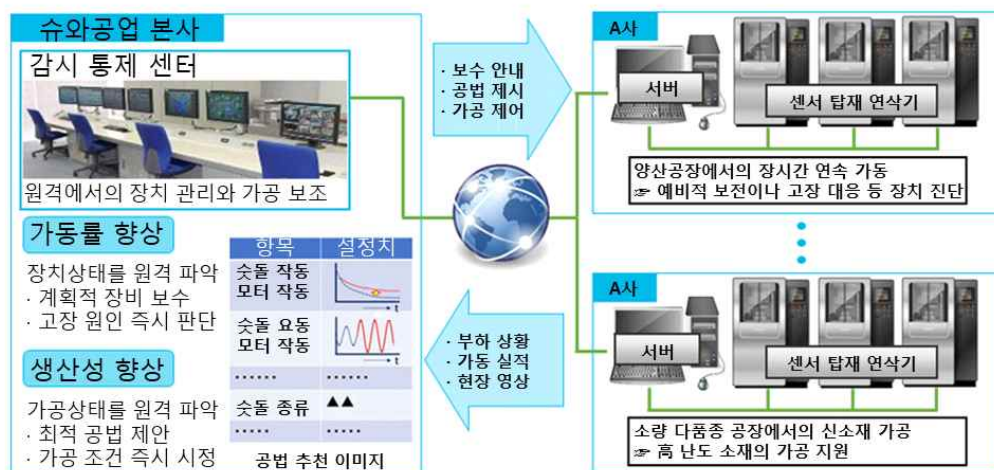 슈와공업 본사
감시 통제 센터
원격에서의 장치 관리와 가공 보조
가동률 향상
장치상태를 원격 파악
· 계획적 장비 보수
· 고장 원인 즉시 판단
생산성 향상
가공상태를 원격 파악
· 최적 공법 제안
· 가공 조건 즉시 시정
항목 설정치
숫돌 작동
모터 작동
t
숫돌 요동
모터 작동
t
······ ······
숫돌 종류 ▲▲
····· ·····
공법 추천 이미지
· 보수 안내
· 공법 제시
· 가공 제어
· 부하 상황
· 가동 실적
· 현장 영상
A사
서버
센서 탑재 연삭기
양산공장에서의 장시간 연속 가동
☞ 예비적 보전이나 고장 대응 등 장치 진단
A사
서버
센서 탑재 연삭기
소량 다품종 공장에서의 신소재 가공
☞ 高 난도 소재의 가공 지원